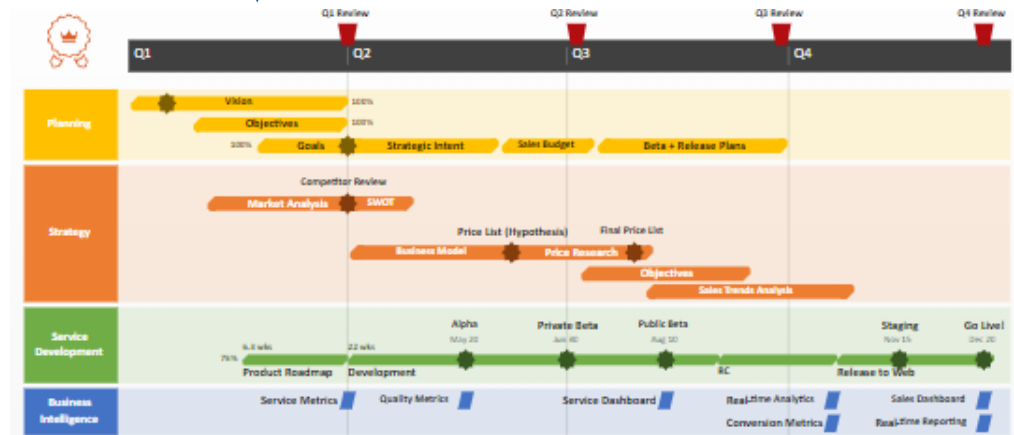 Q1 Review
Q2 Review
Q3 Review
Q4 Review
Q1
Q2
Q3
Q4
Planning
Vision
100%
Objectives
100%
100%
Goals
Strategic Intent
Sales Budget
Beta + Release Plans
Strategy
Competitor Review
Market Analysis
SWOT
Price List (Hypothesis)
Final Price List
Business Model
Price Research
Objectives
Sales Trends Analysis
Service
Development
Alpha
Private Beta
Public Beta
Staging
Go Live!
May 20
Jun 30
Aug 10
Nov 15
Dec 20
wks
22 wks
75%
Product Roadmap
Development
RC
Release to Web
Business
Intelligence
Service Metrics
Quality Metrics
Service Dashboard
Real-time Analytics
Sales Dashboard
Conversion Metrics
Real-time Reporting